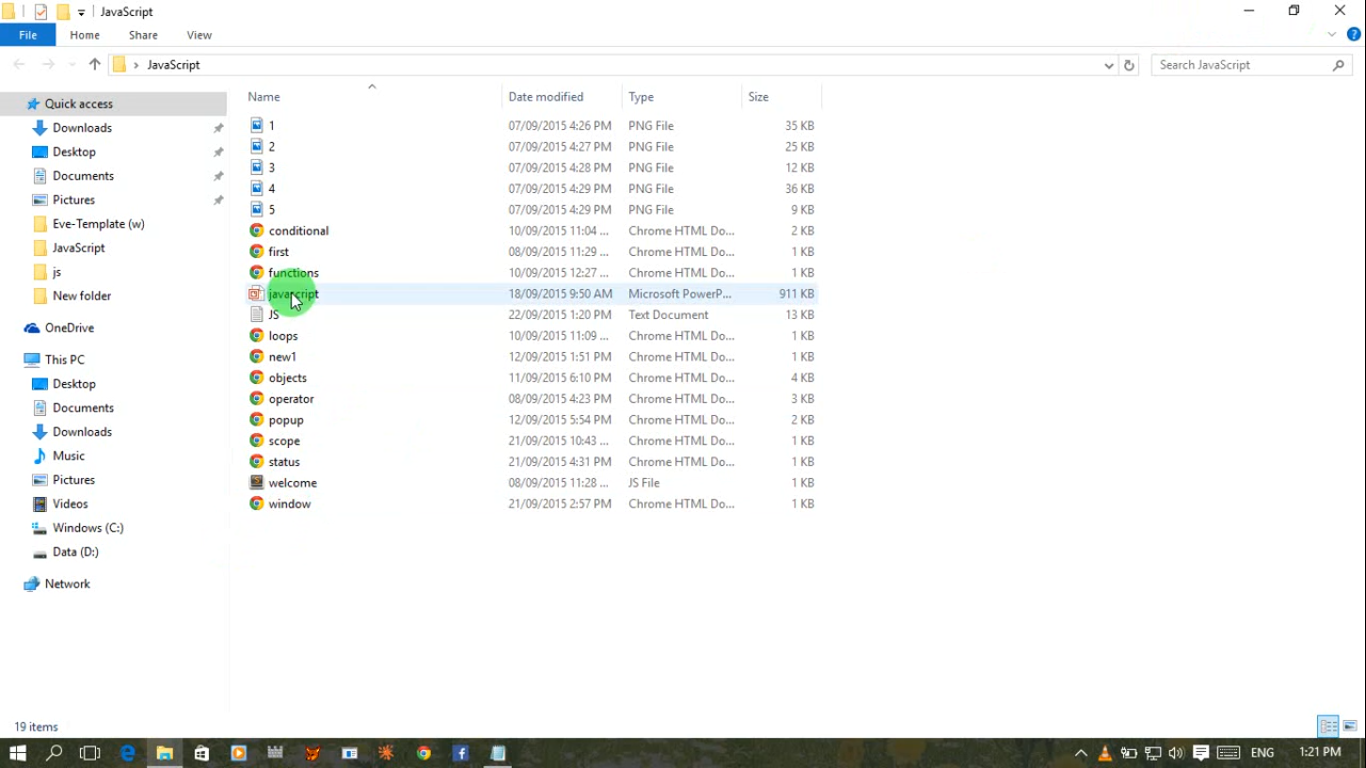 JavaScript
File Home Share View
JavaScript Search JavaScript
Quick access
Downloads
Desktop
Documents
Pictures
Eve-Template (w)
JavaScript
js
New folder
OneDrive
This PC
Desktop
Documents
Downloads
Music
Pictures
Videos
Windows (C:)
Data (D:)
Network
Name Date modified Type Size
1 07/09/2015 4:26 PM PNG File 35 KB
2 07/09/2015 4:27 PM PNG File 25 KB
3 07/09/2015 4:28 PM PNG File 12 KB
4 07/09/2015 4:29 PM PNG File 36 KB
5 07/09/2015 4:29 PM PNG File 9 KB
conditional 10/09/2015 11:04 ... Chrome HTML Do... 2 KB
first 08/09/2015 11:29 ... Chrome HTML Do... 1 KB
functions 10/09/2015 12:27 ... Chrome HTML Do... 1 KB
javascript 18/09/2015 9:50 AM Microsoft PowerP... 911 KB
JS 22/09/2015 1:20 PM Text Document 13 KB
loops 10/09/2015 11:09 ... Chrome HTML Do... 1 KB
new1 12/09/2015 1:51 PM Chrome HTML Do... 1 KB
objects 11/09/2015 6:10 PM Chrome HTML Do... 4 KB
operator 08/09/2015 4:23 PM Chrome HTML Do... 3 KB
popup 12/09/2015 5:54 PM Chrome HTML Do... 2 KB
scope 21/09/2015 10:43 ... Chrome HTML Do... 1 KB
status 21/09/2015 4:31 PM Chrome HTML Do... 1 KB
welcome 08/09/2015 11:28 ... JS File 1 KB
window 21/09/2015 2:57 PM Chrome HTML Do... 1 KB
19 items
ENG 1:21 PM